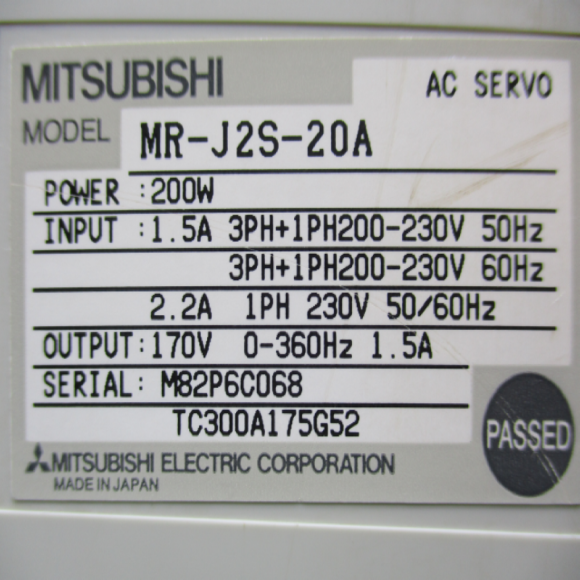 MITSUBISHI
AC SERVO
MODEL MR-J2S-20A
POWER :200W
INPUT :1.5A 3PH+1PH200-230V 50Hz
3PH+1PH200-230V 60Hz
2.2A 1PH 230V 50/60Hz
OUTPUT:170V 0-360Hz 1.5A
SERIAL: M82P6C068
TC300A175G52
PASSED
MITSUBISHI ELECTRIC CORPORATION
MADE IN JAPAN